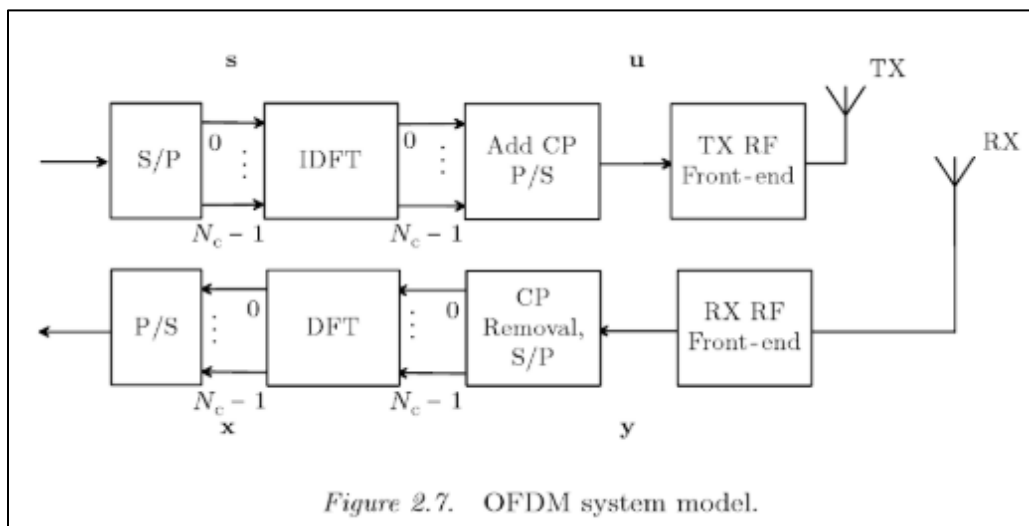 s
u
TX
RX
S/P
0
⋮
N_c – 1
IDFT
0
⋮
N_c – 1
Add CP
P/S
TX RF
Front-end
P/S
0
⋮
N_c – 1
DFT
0
⋮
N_c – 1
CP
Removal,
S/P
RX RF
Front-end
x
y
Figure 2.7. OFDM system model.